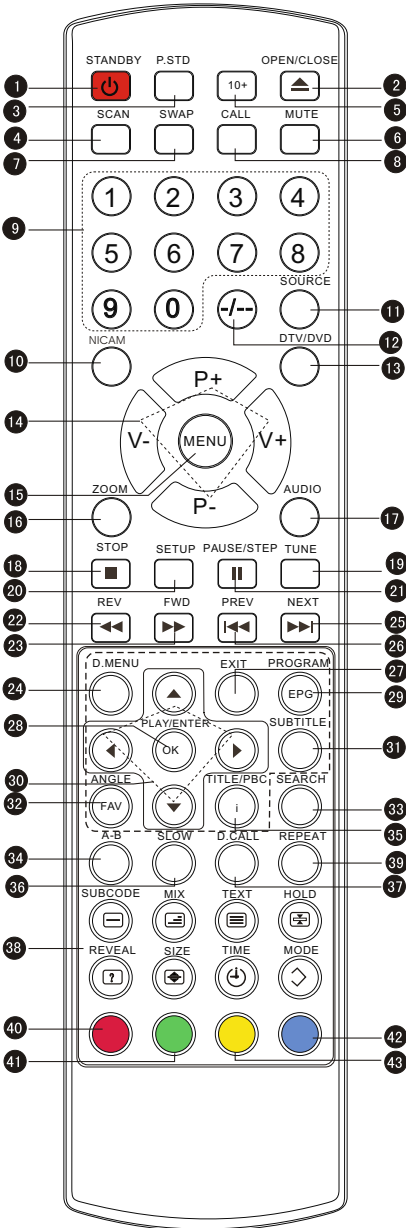 STANDBY P.STD OPEN/CLOSE
1 10+ 2
3 5
SCAN SWAP CALL MUTE
4 6
7 8
1 2 3 4
9
5 6 7 8
SOURCE
9 0 -/-- 11
12
NICAM DTV/DVD
10 13
P+
14
V- MENU V+
15
P-
ZOOM AUDIO
16 17
STOP SETUP PAUSE/STEP TUNE
18 19
20 21
REV FWD PREV NEXT
22 25
23 26
D.MENU EXIT PROGRAM
27
24 EPG 29
PLAY/ENTER SUBTITLE
28 OK 31
30
ANGLE TITLE/PBC SEARCH
32 FAV i 33
35
A-B SLOW D.CALL REPEAT
34 39
36 37
SUBCODE MIX TEXT HOLD
38
REVEAL SIZE TIME MODE
?
40 42
41 43